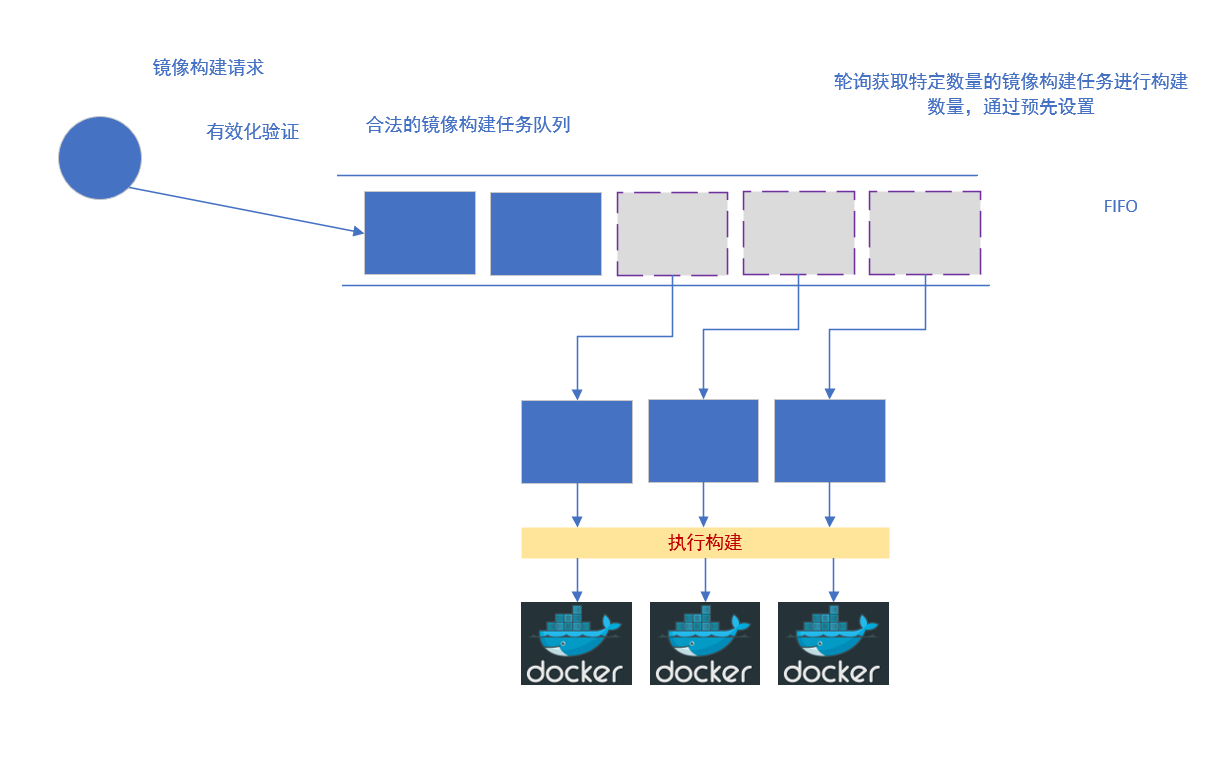 镜像构建请求
轮询获取特定数量的镜像构建任务进行构建
数量，通过预先设置
有效化验证
合法的镜像构建任务队列
FIFO
执行构建
docker
docker
docker